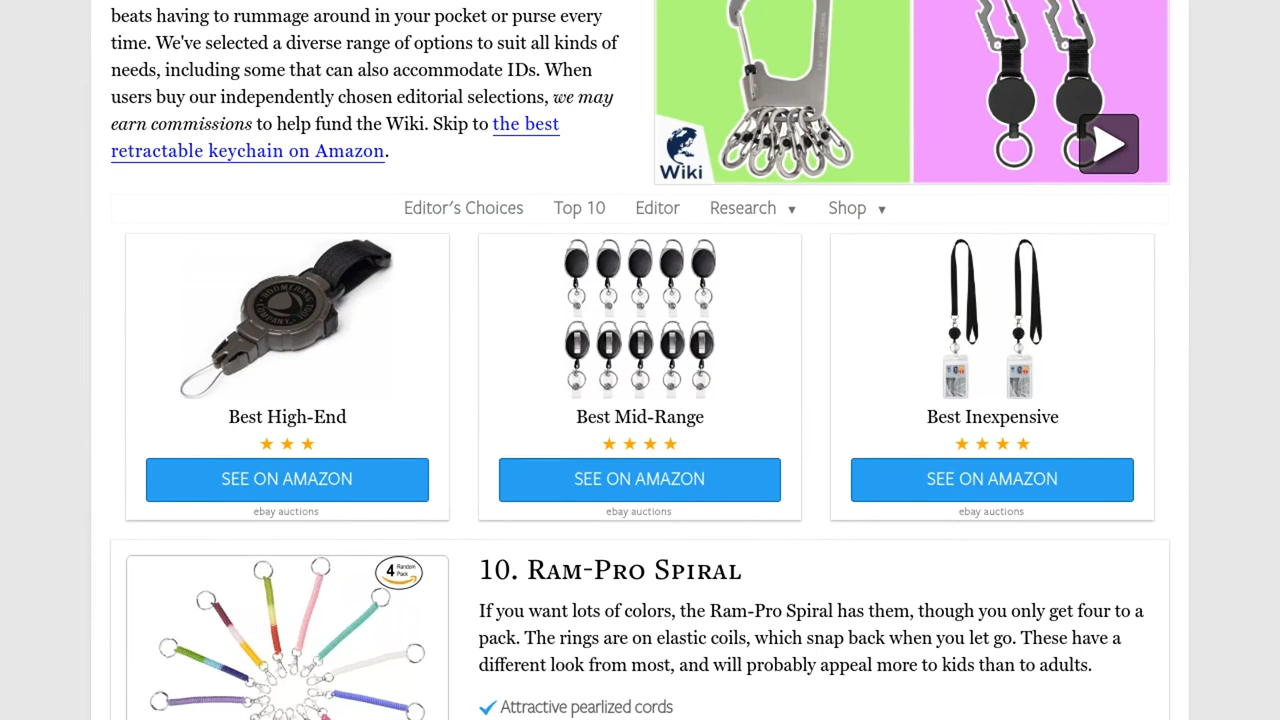 beats having to rummage around in your pocket or purse every
time. We've selected a diverse range of options to suit all kinds of
needs, including some that can also accommodate IDs. When
users buy our independently chosen editorial selections, we may
earn commissions to help fund the Wiki. Skip to the best
retractable keychain on Amazon.
Wiki
Editor's Choices Top 10 Editor Research ▼ Shop ▼
BOOMERANG TOOL COMPANY
Best High-End
★ ★ ★
SEE ON AMAZON
ebay auctions
Best Mid-Range
★ ★ ★ ★
SEE ON AMAZON
ebay auctions
Best Inexpensive
★ ★ ★ ★
SEE ON AMAZON
ebay auctions
4 Random Pack
10. Ram-Pro Spiral
If you want lots of colors, the Ram-Pro Spiral has them, though you only get four to a
pack. The rings are on elastic coils, which snap back when you let go. These have a
different look from most, and will probably appeal more to kids than to adults.
Attractive pearlized cords